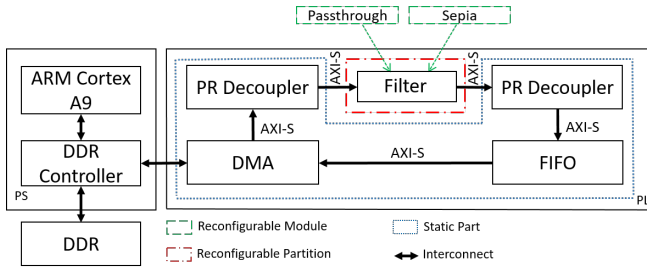 Passthrough
Sepia
ARM Cortex
A9
DDR
Controller
PS
DDR
PR Decoupler
AXI-S
Filter
AXI-S
PR Decoupler
AXI-S
AXI-S
DMA
AXI-S
FIFO
PL
Reconfigurable Module
Static Part
Reconfigurable Partition
Interconnect